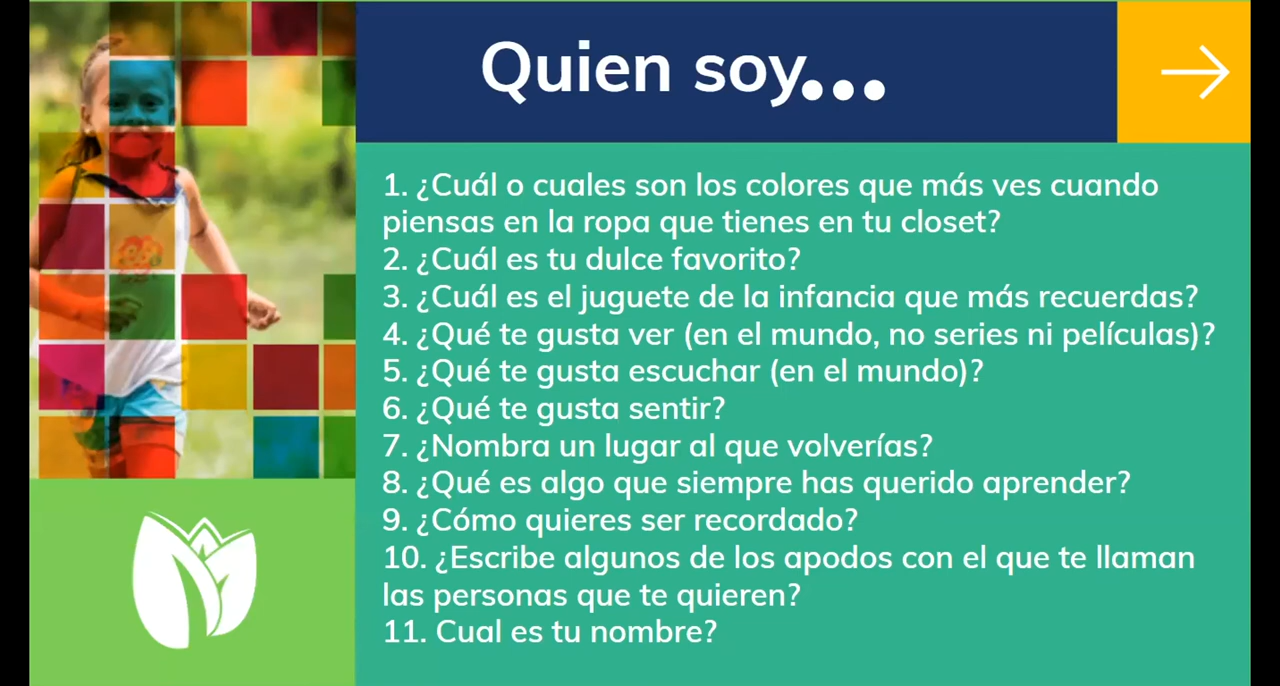 Quien soy...
1. ¿Cuál o cuales son los colores que más ves cuando
piensas en la ropa que tienes en tu closet?
2. ¿Cuál es tu dulce favorito?
3. ¿Cuál es el juguete de la infancia que más recuerdas?
4. ¿Qué te gusta ver (en el mundo, no series ni películas)?
5. ¿Qué te gusta escuchar (en el mundo)?
6. ¿Qué te gusta sentir?
7. ¿Nombra un lugar al que volverías?
8. ¿Qué es algo que siempre has querido aprender?
9. ¿Cómo quieres ser recordado?
10. ¿Escribe algunos de los apodos con el que te llaman
las personas que te quieren?
11. Cual es tu nombre?